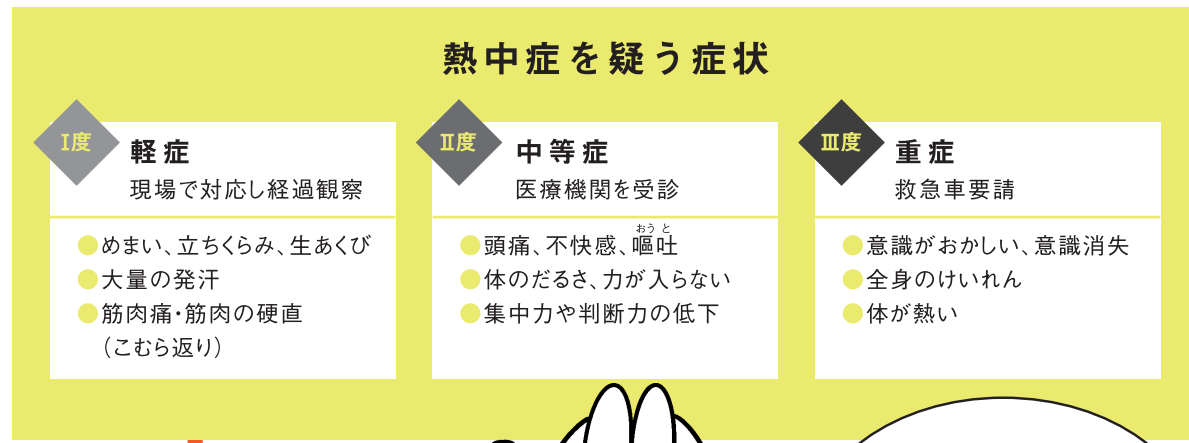 熱中症を疑う症状
Ⅰ度
軽症
現場で対応し経過観察
●めまい、立ちくらみ、生あくび
●大量の発汗
●筋肉痛・筋肉の硬直
（こむら返り）
Ⅱ度
中等症
医療機関を受診
おう と
●頭痛、不快感、嘔吐
●体のだるさ、力が入らない
●集中力や判断力の低下
Ⅲ度
重症
救急車要請
●意識がおかしい、意識消失
●全身のけいれん
●体が熱い